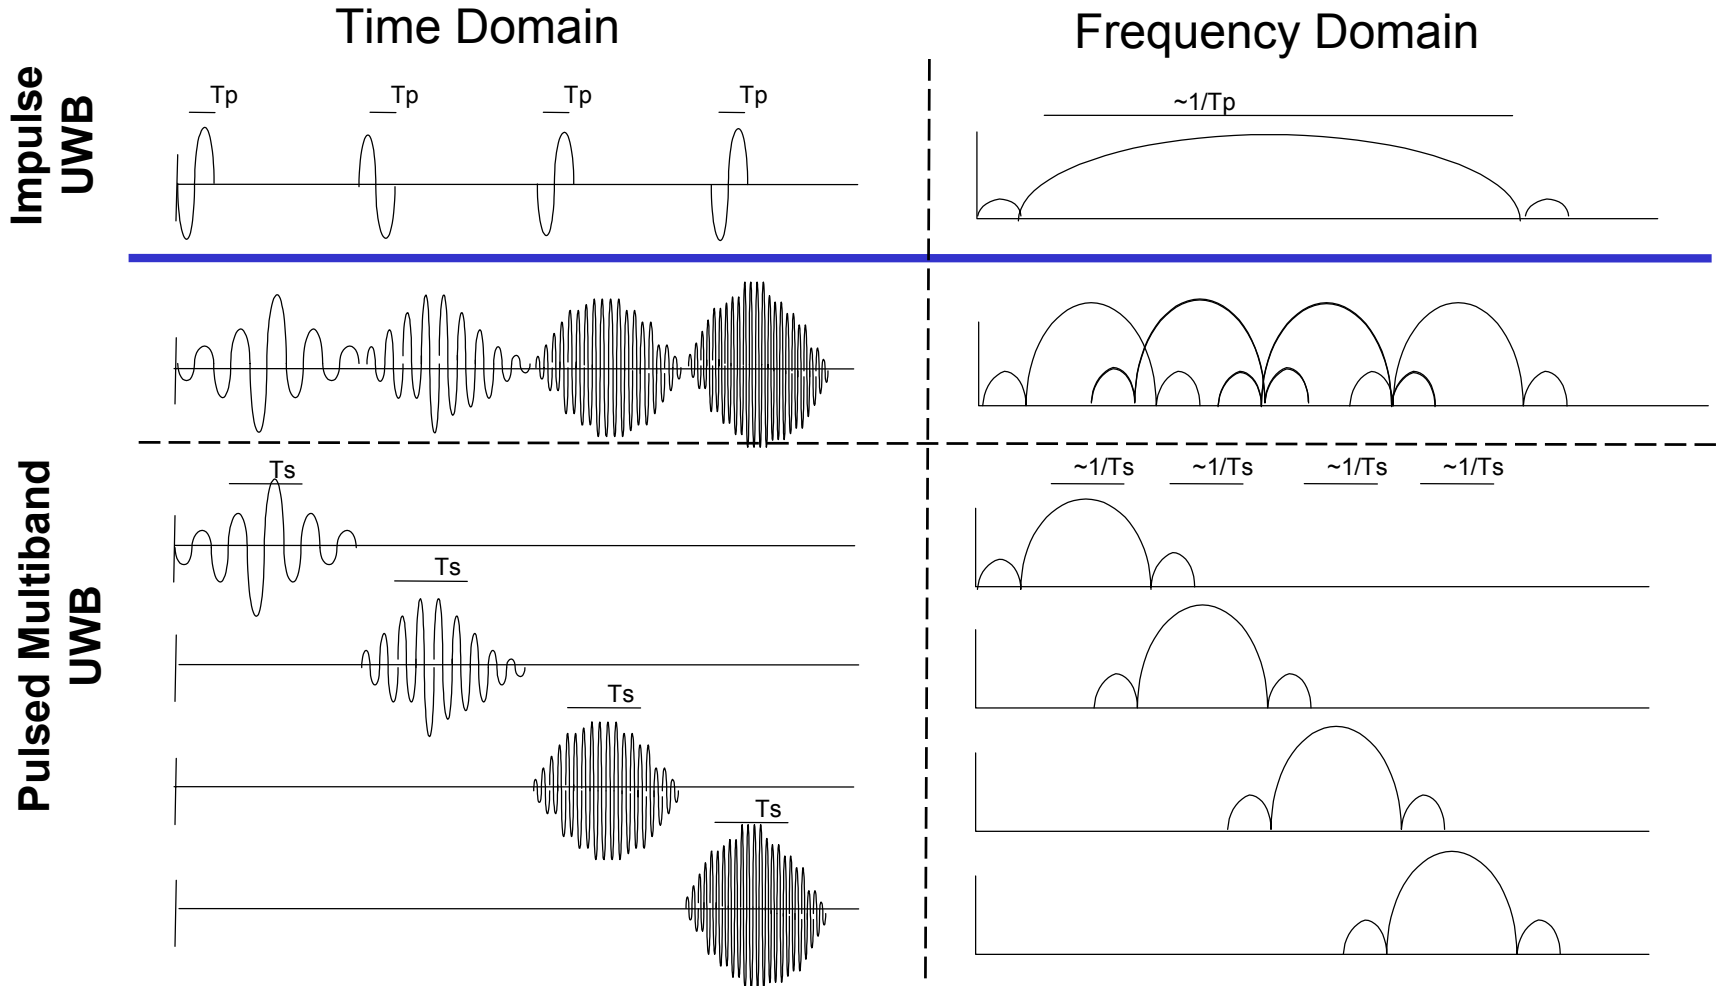 Time Domain
Frequency Domain
Impulse
UWB
Tp
Tp
Tp
Tp
~1/Tp
Pulsed Multiband
UWB
Ts
Ts
Ts
Ts
~1/Ts
~1/Ts
~1/Ts
~1/Ts